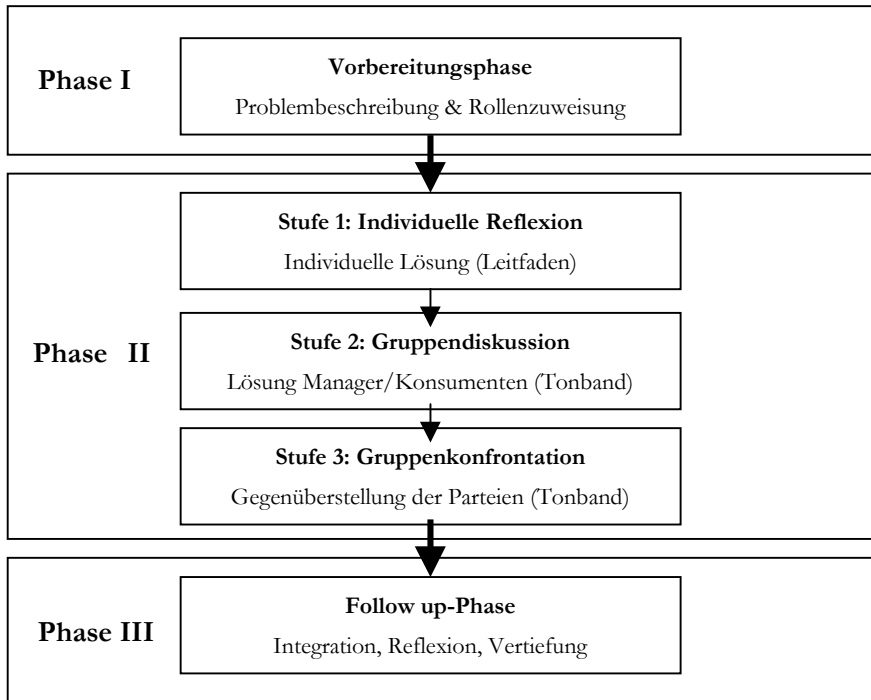 Phase I
Vorbereitungsphase
Problembeschreibung & Rollenzuweisung
Phase II
Stufe 1: Individuelle Reflexion
Individuelle Lösung (Leitfaden)
Stufe 2: Gruppendiskussion
Lösung Manager/Konsumenten (Tonband)
Stufe 3: Gruppenkonfrontation
Gegenüberstellung der Parteien (Tonband)
Phase III
Follow up-Phase
Integration, Reflexion, Vertiefung